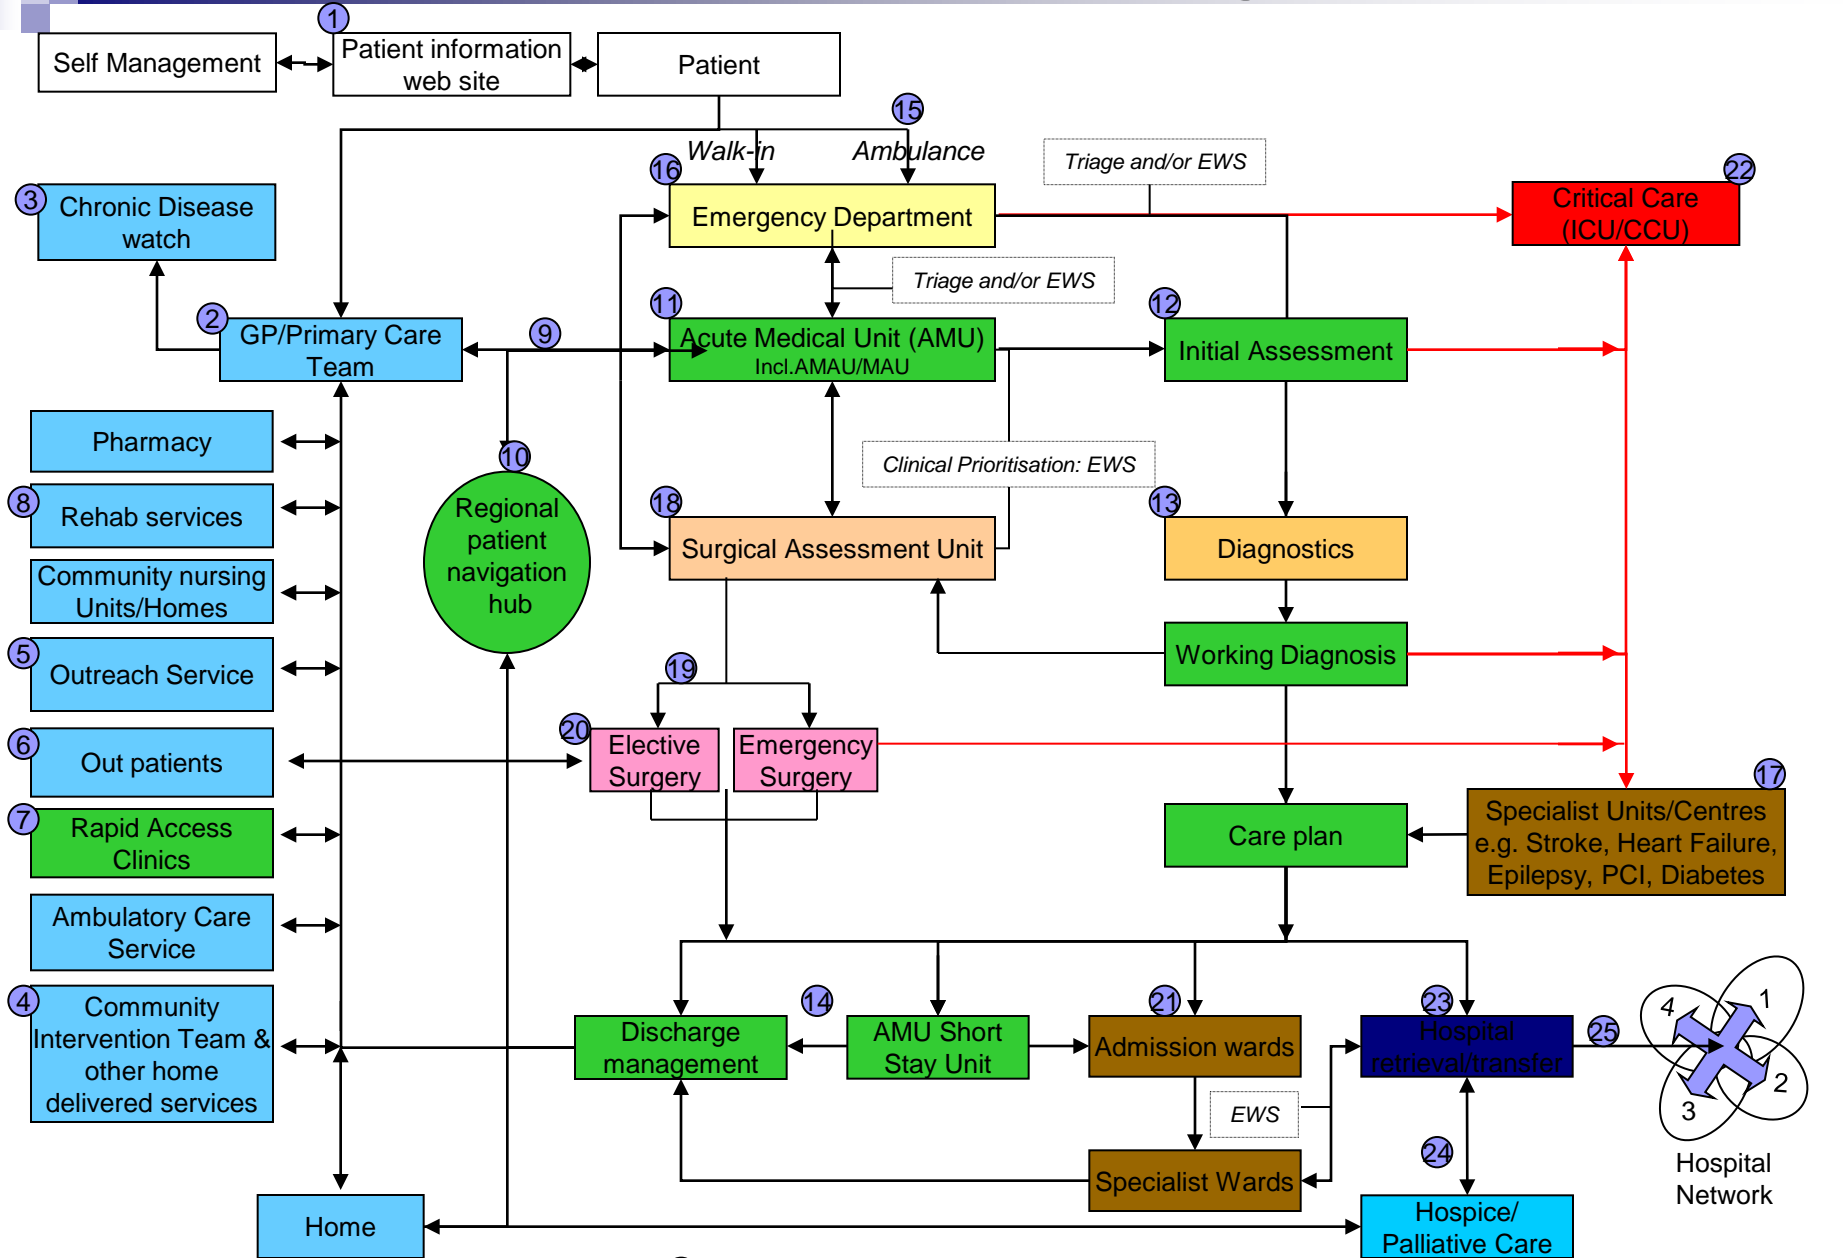 1
Self Management
Patient information
web site
Patient
15
Walk-in
Ambulance
Triage and/or EWS
16
22
3
Chronic Disease
watch
Emergency Department
Critical Care
(ICU/CCU)
Triage and/or EWS
2
GP/Primary Care
Team
9
11
Acute Medical Unit (AMU)
Incl.AMAU/MAU
12
Initial Assessment
Pharmacy
10
Clinical Prioritisation: EWS
8
Rehab services
Regional
patient
navigation
hub
18
Surgical Assessment Unit
13
Diagnostics
Community nursing
Units/Homes
5
Outreach Service
Working Diagnosis
19
6
Out patients
20
Elective
Surgery
Emergency
Surgery
17
7
Rapid Access
Clinics
Care plan
Specialist Units/Centres
e.g. Stroke, Heart Failure,
Epilepsy, PCI, Diabetes
Ambulatory Care
Service
4
Community
Intervention Team &
other home
delivered services
14
21
23
25
Discharge
management
AMU Short
Stay Unit
Admission wards
Hospital
retrieval/transfer
4
1
2
3
EWS
24
Specialist Wards
Hospital
Network
Home
Hospice/
Palliative Care